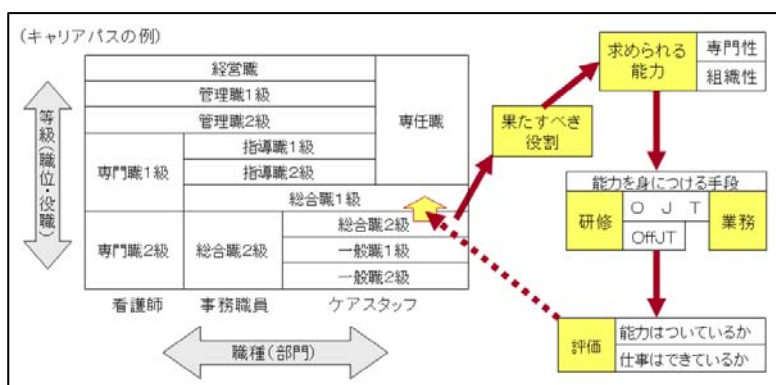 (キャリアパスの例)
経営職
管理職1級
管理職2級
専任職
専門職1級
指導職1級
指導職2級
総合職1級
専門職2級
総合職2級
総合職2級
一般職1級
一般職2級
等級(職位・役職)
看護師 事務職員 ケアスタッフ
職種(部門)
果たすべき
役割
求められる
能力
専門性
組織性
能力を身につける手段
研修
O J T
OffJT
業務
評価
能力はついているか
仕事はできているか